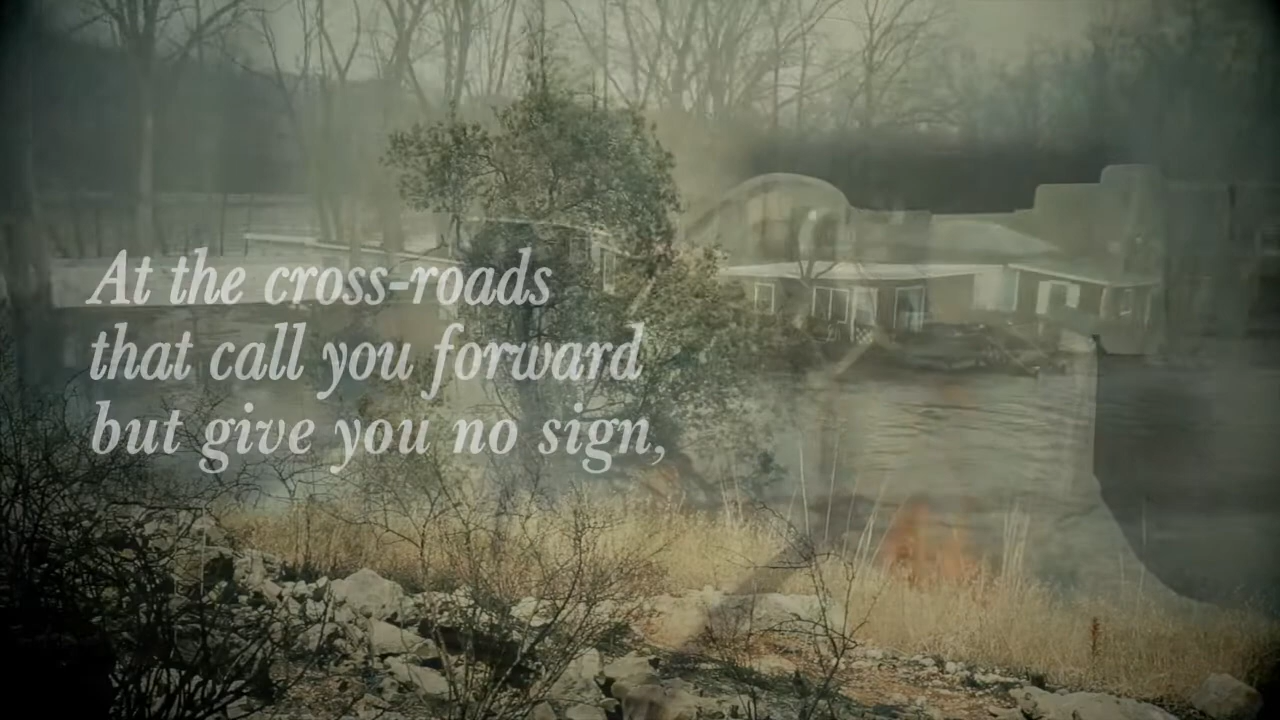 At the cross-roads
that call you forward
but give you no sign,